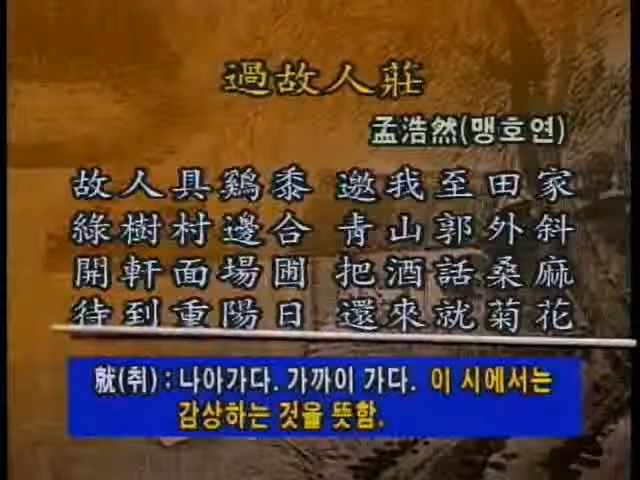 過故人莊
孟浩然(맹호연)
故人具鷄黍 邀我至田家
綠樹村邊合 青山郭外斜
開軒面場圃 把酒話桑麻
待到重陽日 還來就菊花
就(취) : 나아가다. 가까이 가다. 이 시에서는
감상하는 것을 뜻함.